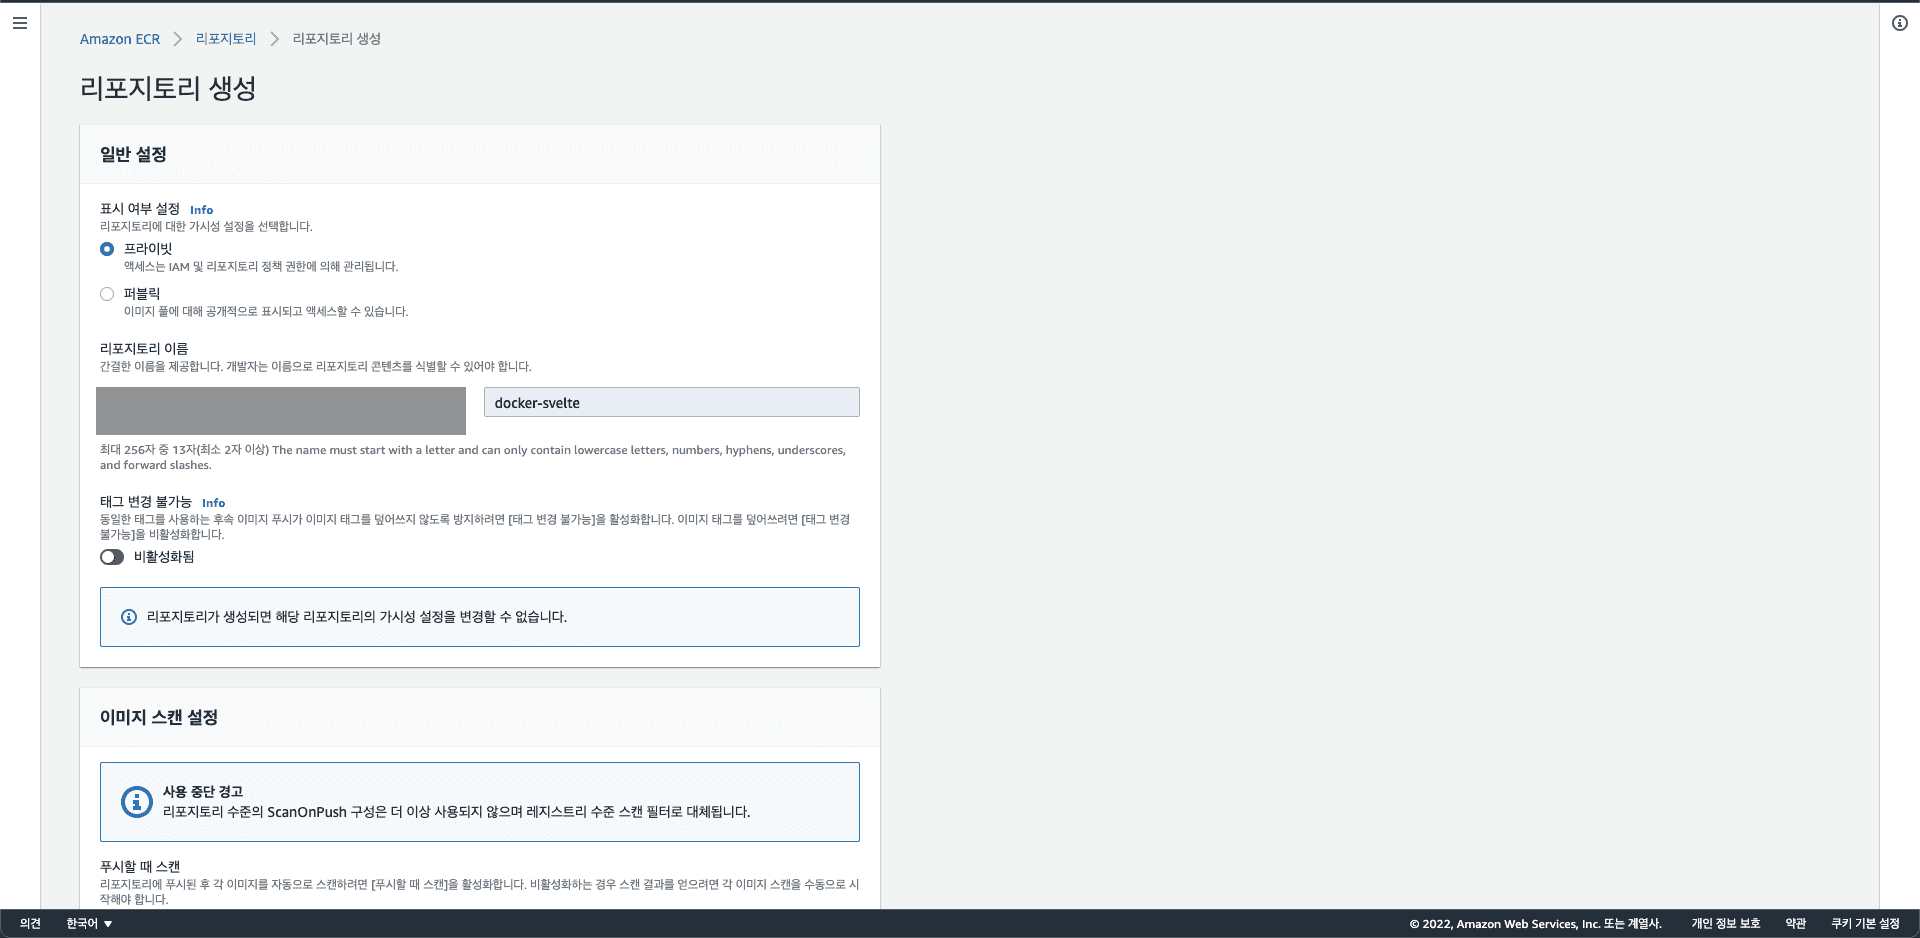 Amazon ECR 리포지토리 리포지토리 생성
리포지토리 생성
일반 설정
표시 여부 설정 Info
리포지토리에 대한 가시성 설정을 선택합니다.
프라이빗
액세스는 IAM 및 리포지토리 정책 권한에 의해 관리됩니다.
퍼블릭
이미지 풀에 대해 공개적으로 표시되고 액세스할 수 있습니다.
리포지토리 이름
간결한 이름을 제공합니다. 개발자는 이름으로 리포지토리 콘텐츠를 식별할 수 있어야 합니다.
docker-svelte
최대 256자 중 13자(최소 2자 이상) The name must start with a letter and can only contain lowercase letters, numbers, hyphens, underscores,
and forward slashes.
태그 변경 불가능 Info
동일한 태그를 사용하는 후속 이미지 푸시가 이미지 태그를 덮어쓰지 않도록 방지하려면 [태그 변경 불가능]을 활성화합니다. 이미지 태그를 덮어쓰려면 [태그 변경
불가능]을 비활성화합니다.
비활성화됨
리포지토리가 생성되면 해당 리포지토리의 가시성 설정을 변경할 수 없습니다.
이미지 스캔 설정
사용 중단 경고
리포지토리 수준의 ScanOnPush 구성은 더 이상 사용되지 않으며 레지스트리 수준 스캔 필터로 대체됩니다.
푸시할 때 스캔
리포지토리에 푸시된 후 각 이미지를 자동으로 스캔하려면 [푸시할 때 스캔]을 활성화합니다. 비활성화하는 경우 스캔 결과를 얻으려면 각 이미지 스캔을 수동으로 시
작해야 합니다.
의견 한국어 © 2022, Amazon Web Services, Inc. 또는 계열사. 개인 정보 보호 약관 쿠키 기본 설정